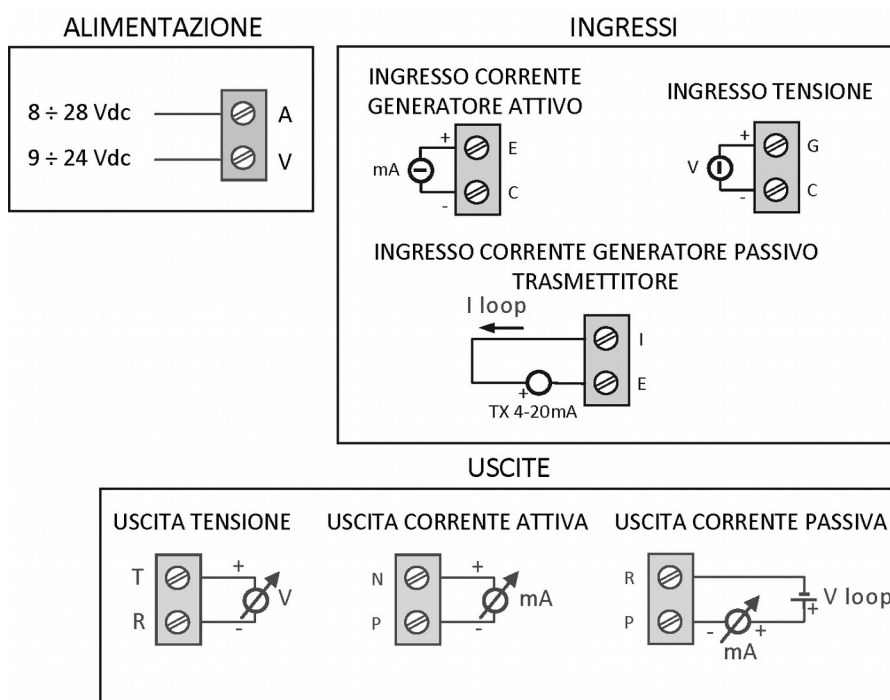 ALIMENTAZIONE
8 ÷ 28 Vdc
A
9 ÷ 24 Vdc
V
INGRESSI
INGRESSO CORRENTE
GENERATORE ATTIVO
+
E
mA
-
C
INGRESSO TENSIONE
+
G
V
-
C
INGRESSO CORRENTE GENERATORE PASSIVO
TRASMETTITORE
I loop
I
E
+
TX 4-20mA
USCITE
USCITA TENSIONE
T
+
V
R
-
USCITA CORRENTE ATTIVA
N
+
mA
P
-
USCITA CORRENTE PASSIVA
R
V loop
+
P
- +
mA